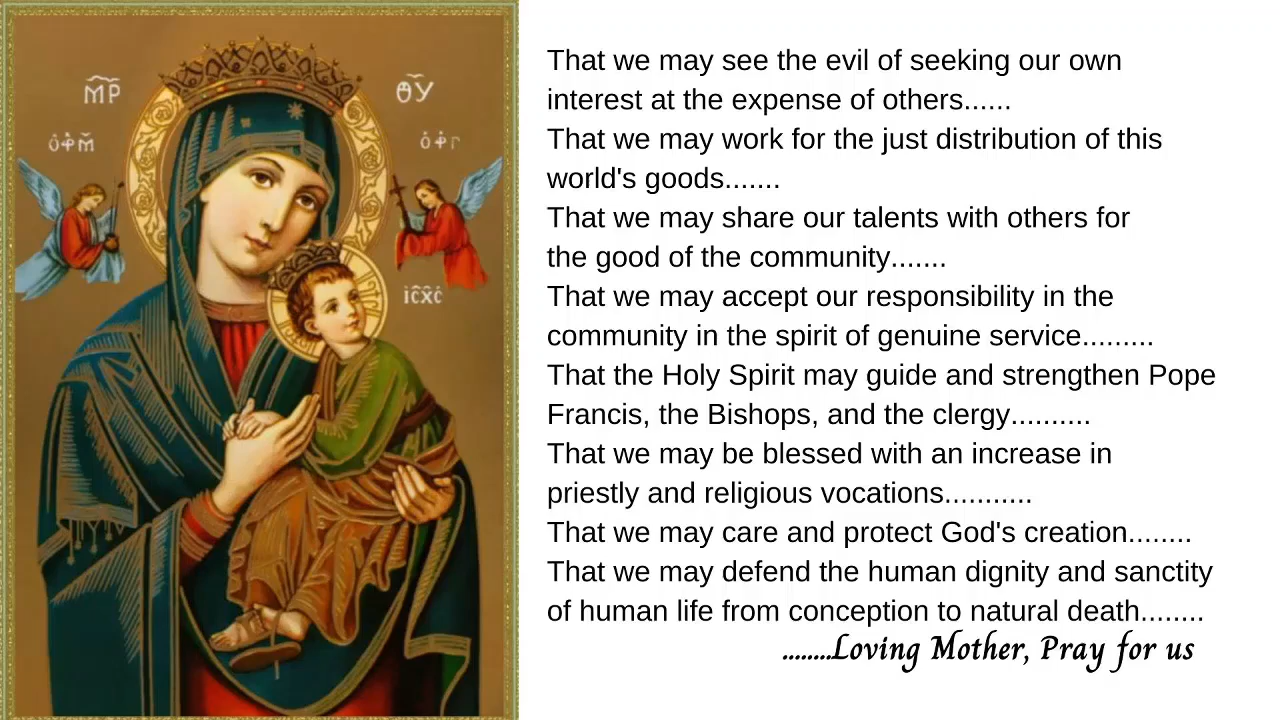 M̅P̅ Θ̅Υ̅
That we may see the evil of seeking our own
interest at the expense of others......
That we may work for the just distribution of this
world's goods.......
That we may share our talents with others for
the good of the community.......
That we may accept our responsibility in the
community in the spirit of genuine service.........
That the Holy Spirit may guide and strengthen Pope
Francis, the Bishops, and the clergy..........
That we may be blessed with an increase in
priestly and religious vocations...........
That we may care and protect God's creation........
That we may defend the human dignity and sanctity
of human life from conception to natural death........
........Loving Mother, Pray for us